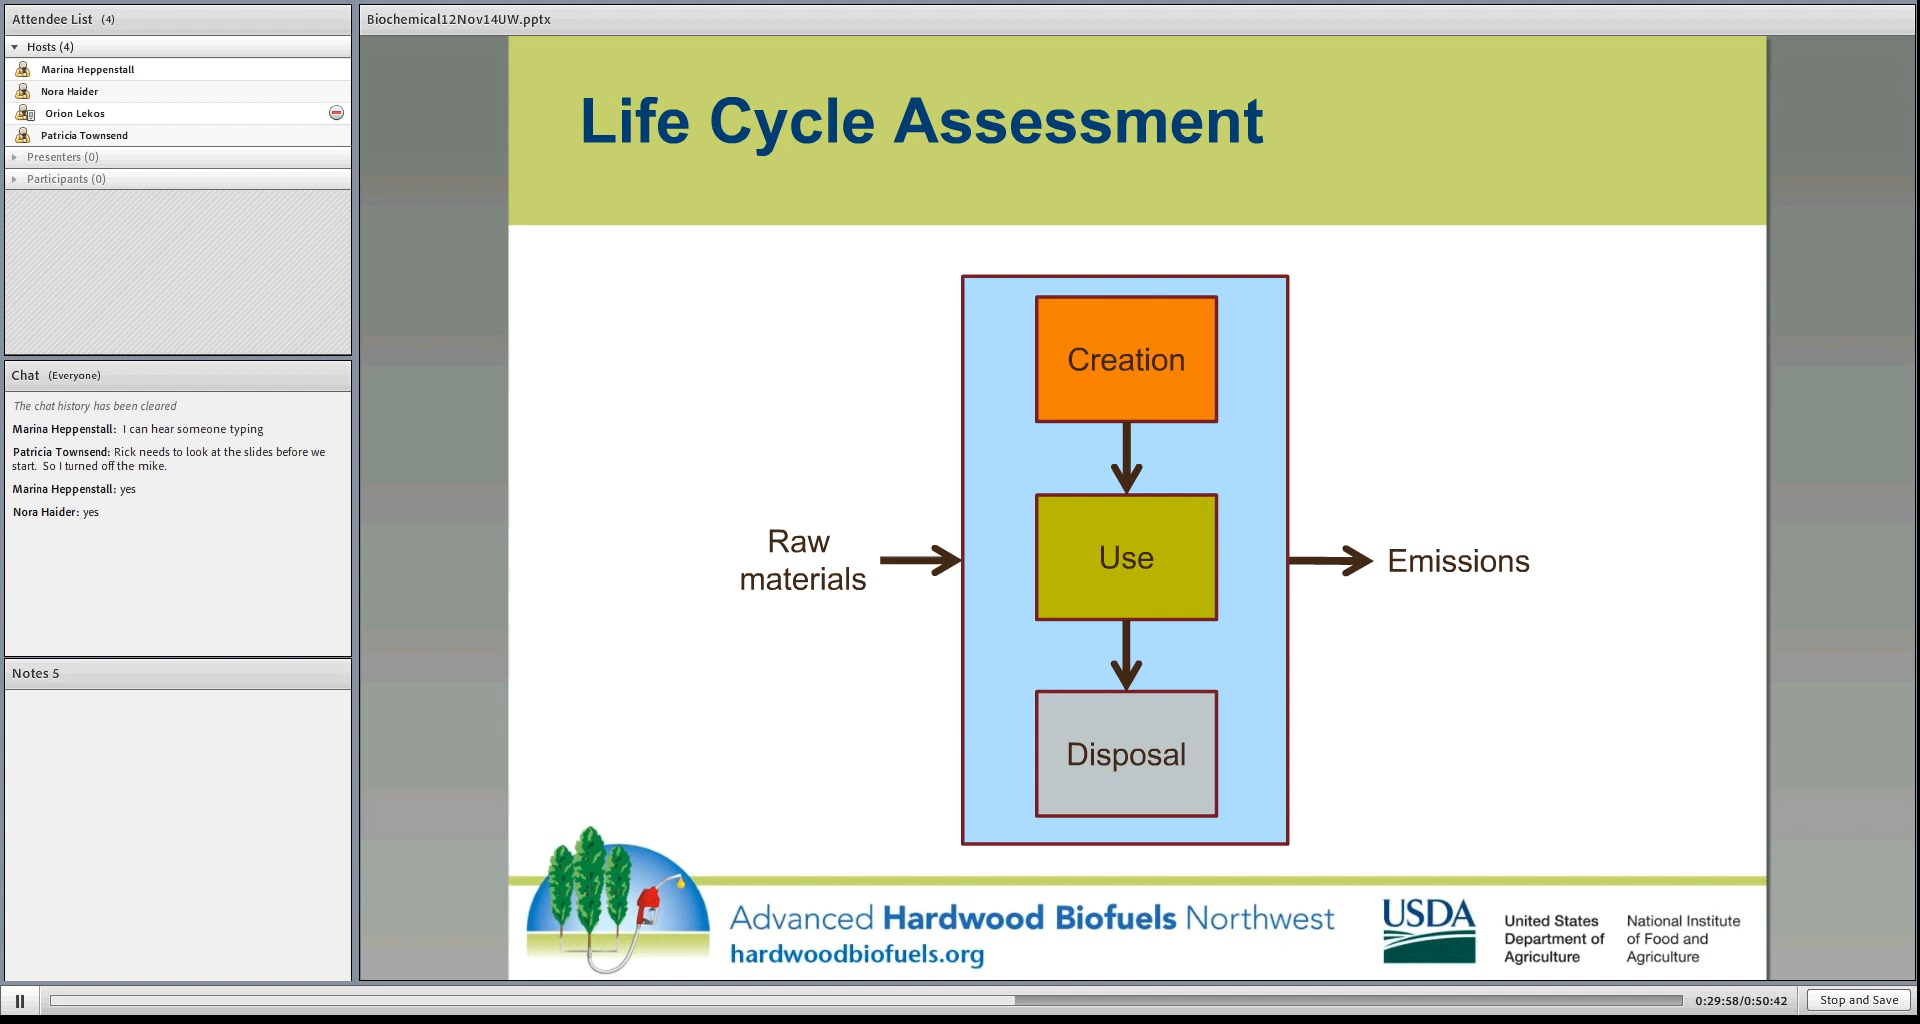 Attendee List (4)
Hosts (4)
Marina Heppenstall
Nora Haider
Orion Lekos
Patricia Townsend
Presenters (0)
Participants (0)
Chat (Everyone)
The chat history has been cleared
Marina Heppenstall: I can hear someone typing
Patricia Townsend: Rick needs to look at the slides before we
start. So I turned off the mike.
Marina Heppenstall: yes
Nora Haider: yes
Notes 5
Biochemical12Nov14UW.pptx
Life Cycle Assessment
Creation
Raw
materials
Use
Emissions
Disposal
Advanced Hardwood Biofuels Northwest
hardwoodbiofuels.org
USDA
United States
Department of
Agriculture
National Institute
of Food and
Agriculture
0:29:58/0:50:42
Stop and Save